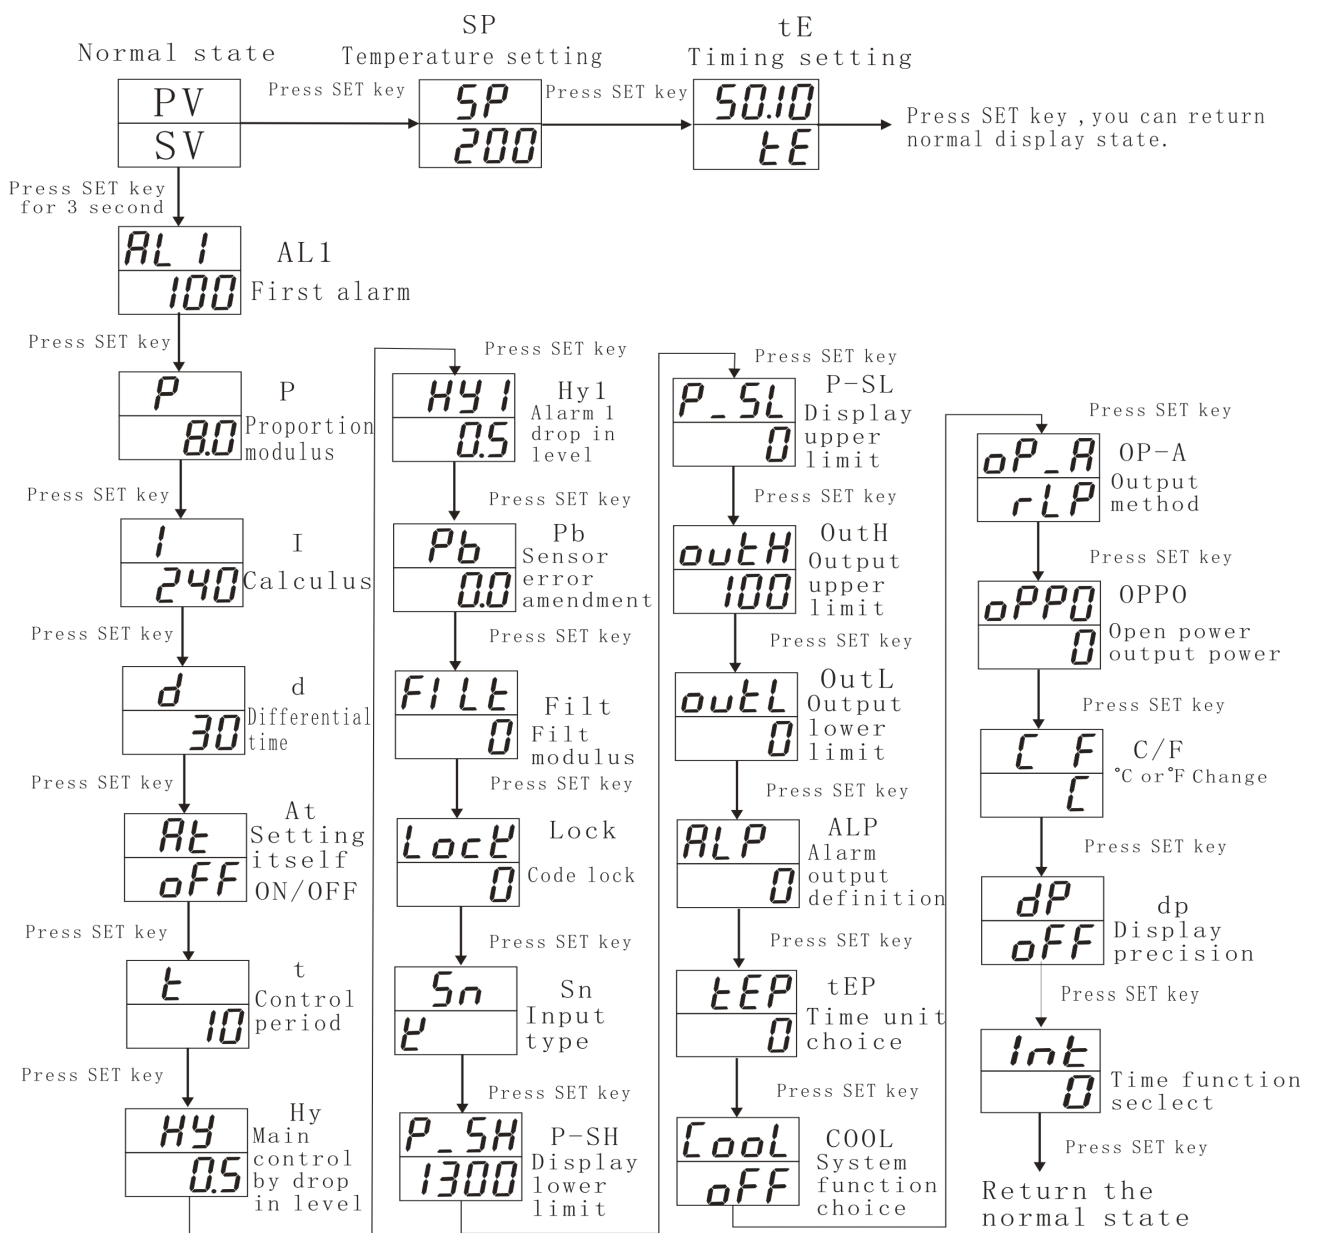 SP
tE
Normal state
Temperature setting
Timing setting
PV
SV
Press SET key
SP
200
Press SET key
50.10
tE
Press SET key ,you can return
normal display state.
Press SET key
for 3 second
AL1
100
AL1
First alarm
Press SET key
P
8.0
P
Proportion
modulus
Press SET key
I
240
I
Calculus
Press SET key
d
30
d
Differential
time
Press SET key
At
oFF
At
Setting
itself
ON/OFF
Press SET key
t
10
t
Control
period
Press SET key
HY
0.5
Hy
Main
control
by drop
in level
Press SET key
HY1
0.5
Hy1
Alarm 1
drop in
level
Press SET key
Pb
0.0
Pb
Sensor
error
amendment
Press SET key
FILt
0
Filt
Filt
modulus
Press SET key
LocK
0
Lock
Code lock
Press SET key
Sn
K
Sn
Input
type
Press SET key
P_SH
1300
P-SH
Display
lower
limit
Press SET key
P_SL
0
P-SL
Display
upper
limit
Press SET key
outH
100
OutH
Output
upper
limit
Press SET key
outL
0
OutL
Output
lower
limit
Press SET key
ALP
0
ALP
Alarm
output
definition
Press SET key
tEP
0
tEP
Time unit
choice
Press SET key
CooL
oFF
COOL
System
function
choice
Press SET key
oP_A
rLP
OP-A
Output
method
Press SET key
oPPO
0
OPPO
Open power
output power
Press SET key
C F
C
C/F
°C or°F Change
Press SET key
dP
oFF
dp
Display
precision
Press SET key
Int
0
Time function
seclect
Press SET key
Return the
normal state